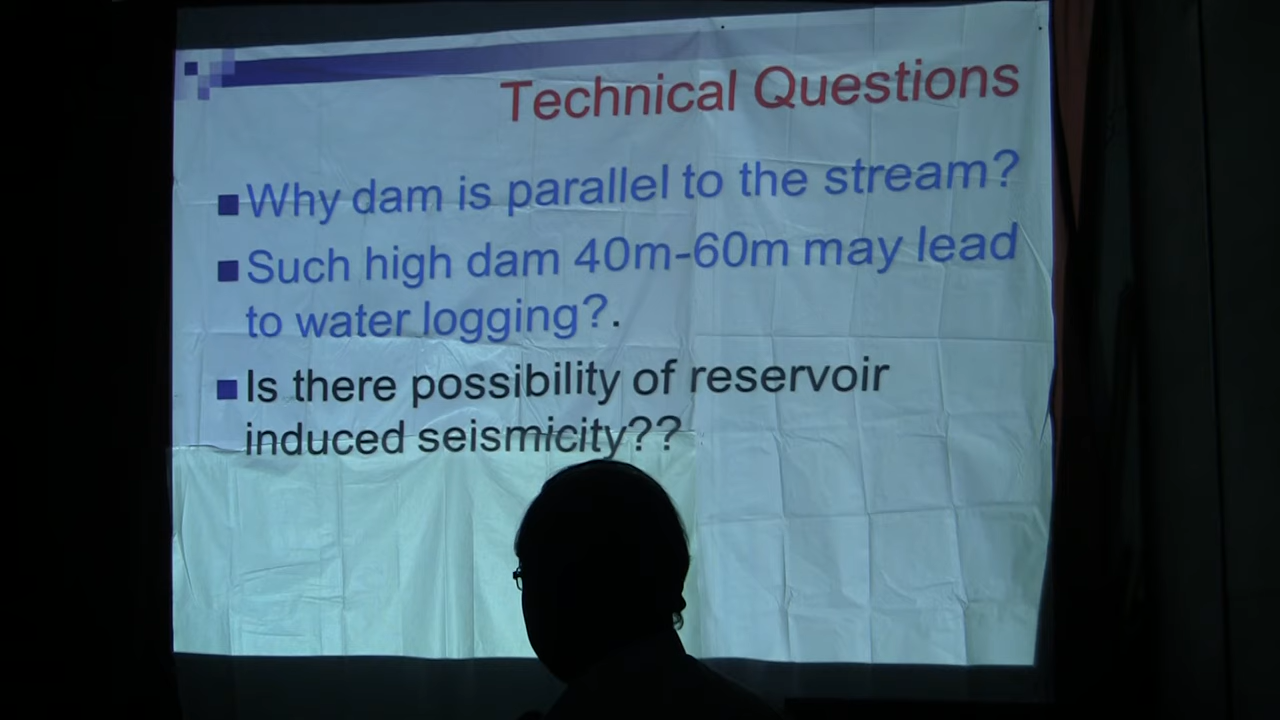 Technical Questions
Why dam is parallel to the stream?
Such high dam 40m-60m may lead
to water logging?.
Is there possibility of reservoir
induced seismicity??